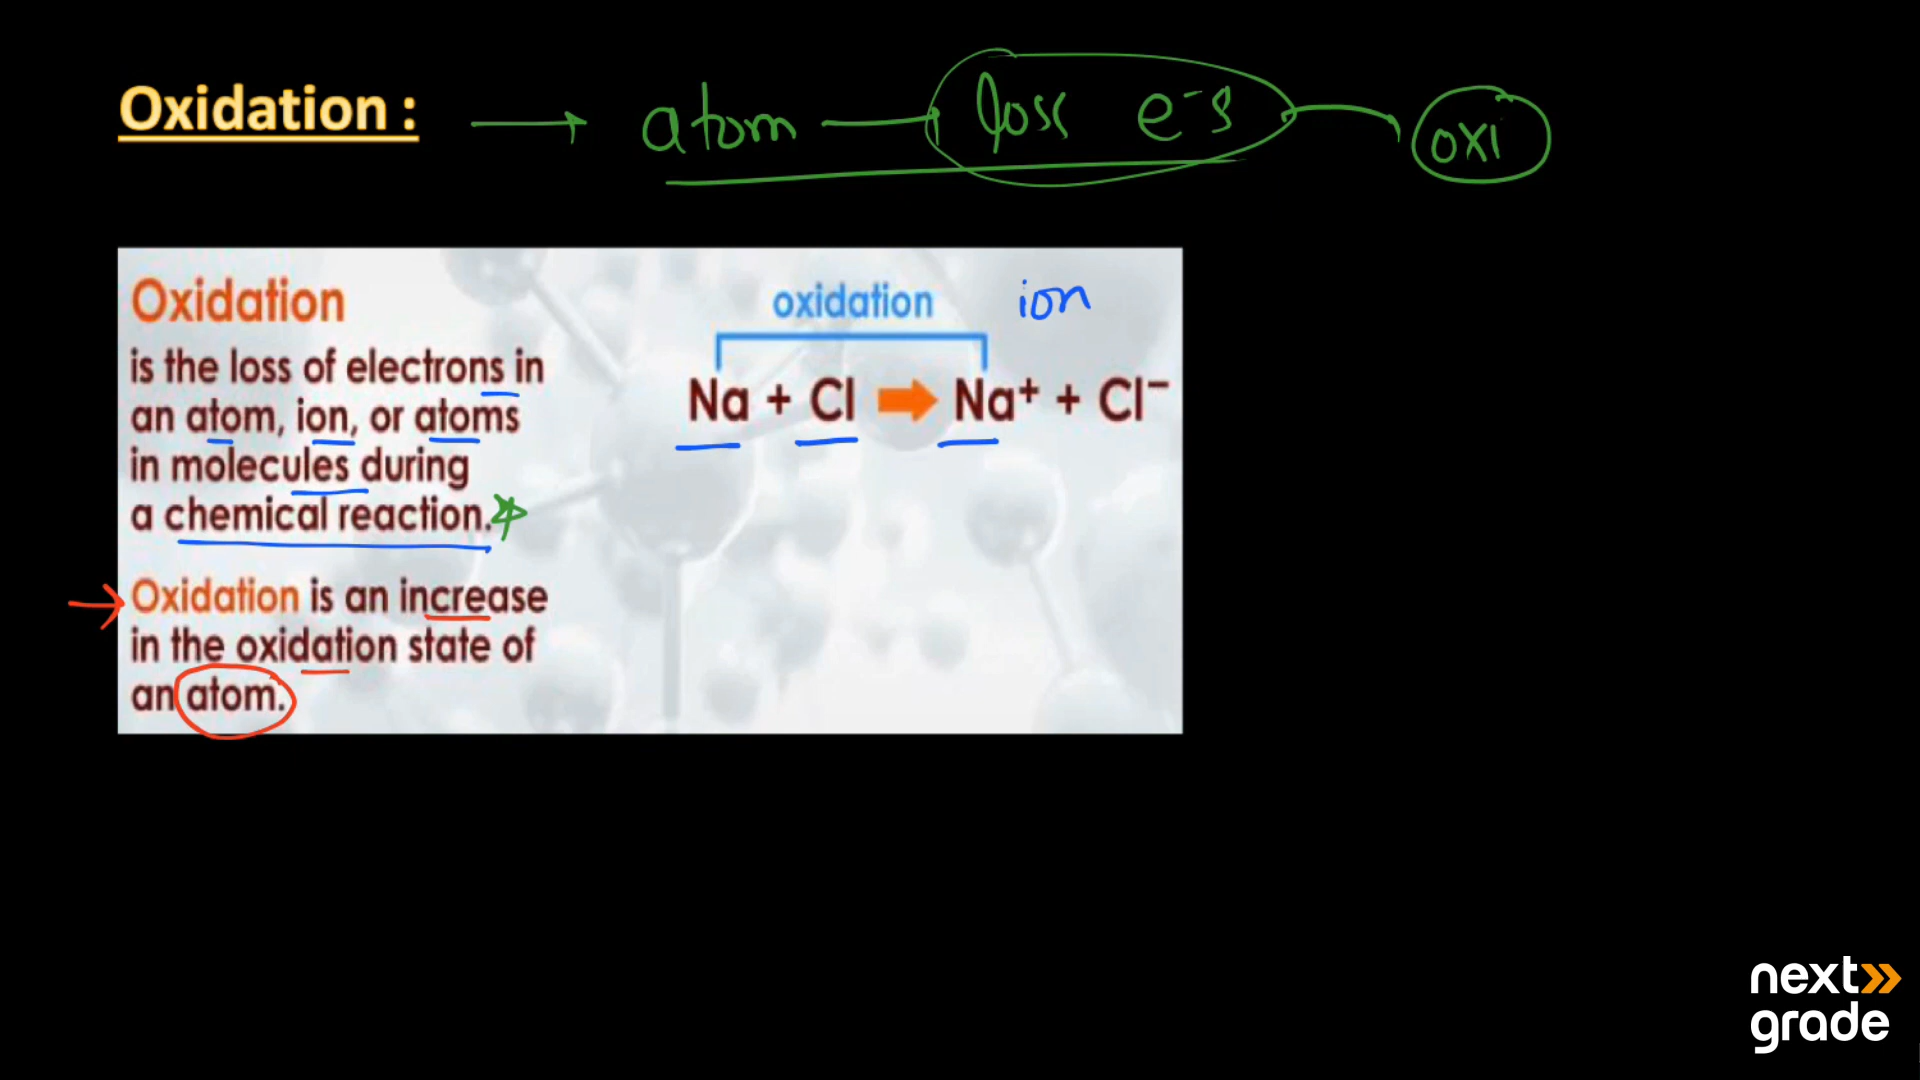 Oxidation : → atom → loss e⁻s → oxi
Oxidation
is the loss of electrons in
an atom, ion, or atoms
in molecules during
a chemical reaction.
Oxidation is an increase
in the oxidation state of
an atom.
oxidation ion
Na + Cl → Na⁺ + Cl⁻
next
grade